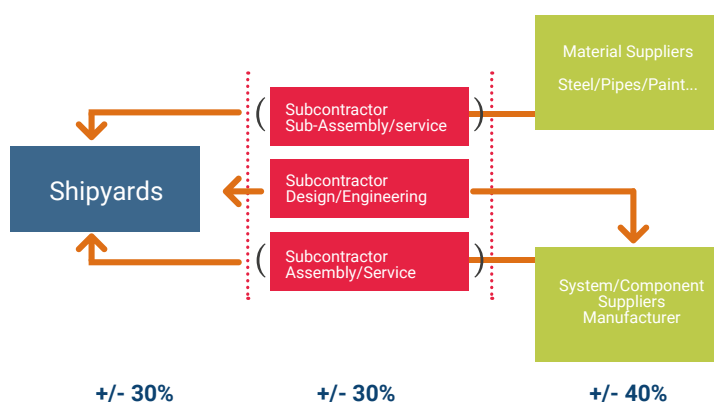 Material Suppliers
Steel/Pipes/Paint...
( Subcontractor )
Sub-Assembly/service
Shipyards
Subcontractor
Design/Engineering
( Subcontractor )
Assembly/Service
System/Component
Suppliers
Manufacturer
+/- 30%
+/- 30%
+/- 40%